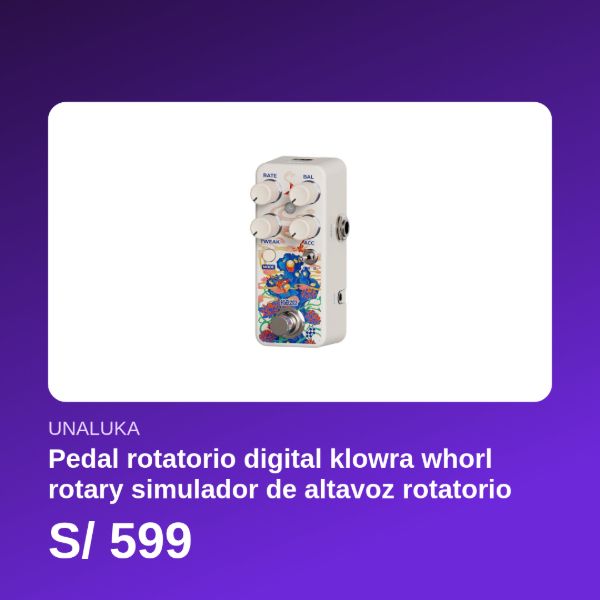 RATE BAL
TWEAK ACC
UNALUKA
Pedal rotatorio digital klowra whorl
rotary simulador de altavoz rotatorio
S/ 599